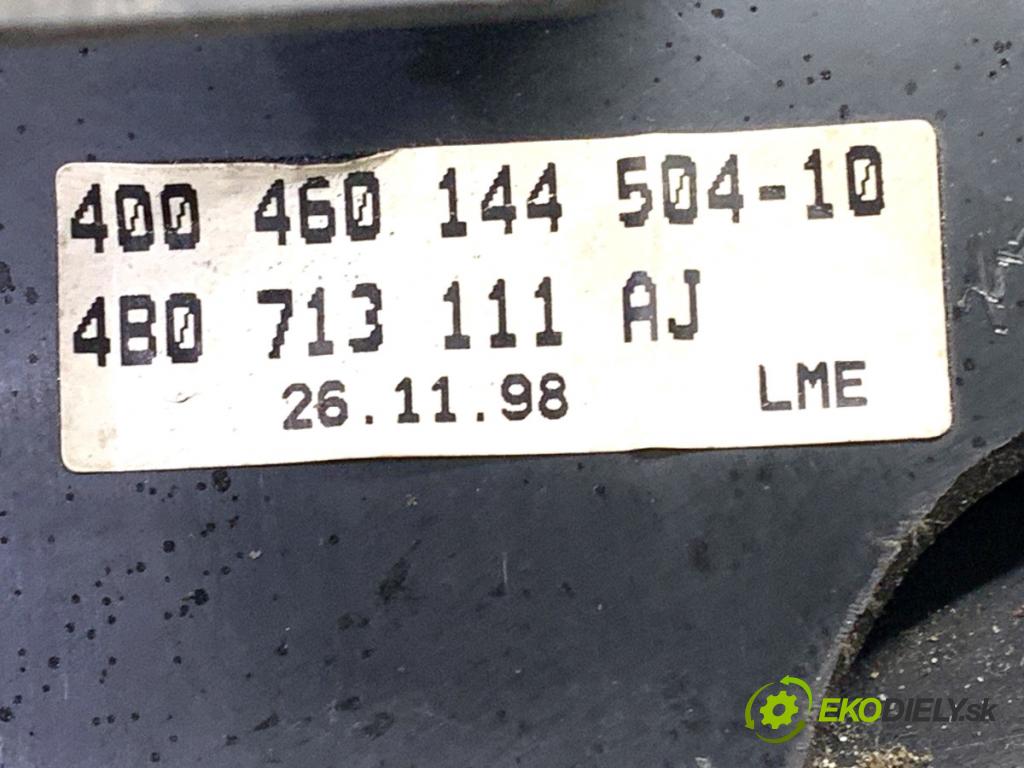 400 460 144 504-10
4B0 713 111 AJ
26.11.98 LME
EKODIELY.sk